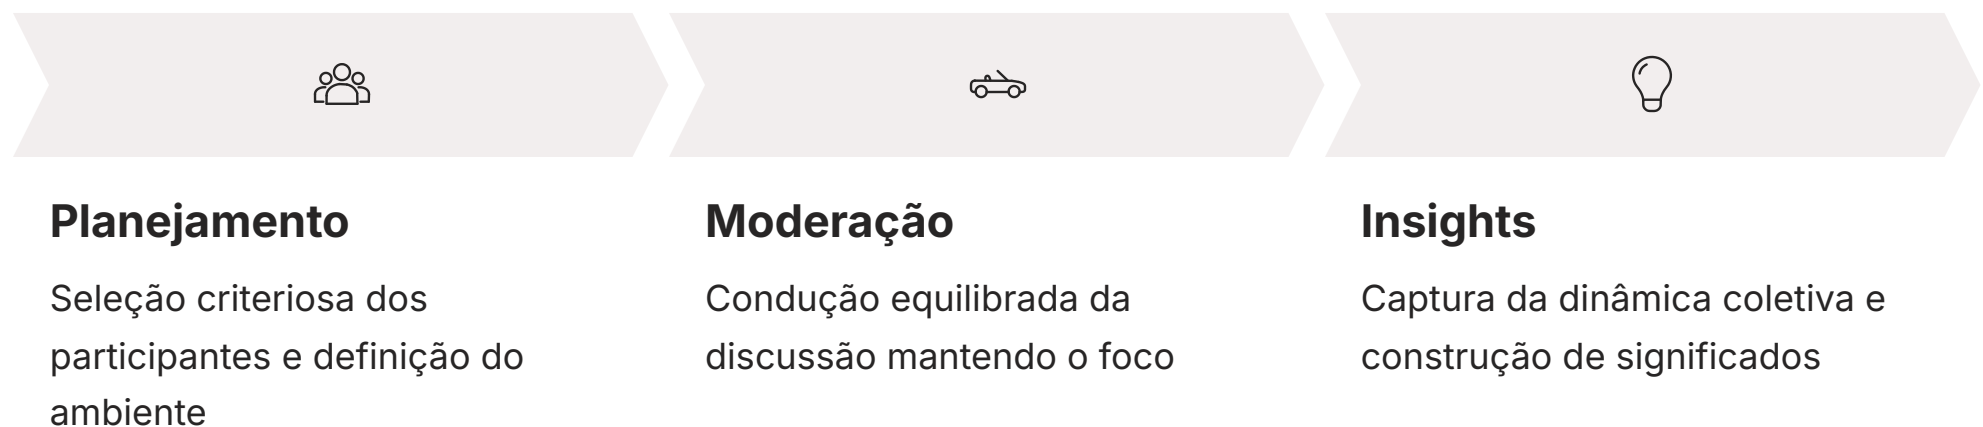 Planejamento
Seleção criteriosa dos
participantes e definição do
ambiente
Moderação
Condução equilibrada da
discussão mantendo o foco
Insights
Captura da dinâmica coletiva e
construção de significados